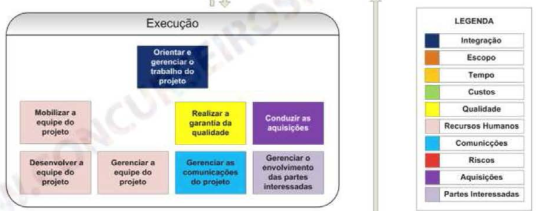 Execução
Orientar e
gerenciar o
trabalho do
projeto
Mobilizar a
equipe do
projeto
Realizar a
garantia da
qualidade
Conduzir as
aquisições
Desenvolver a
equipe do
projeto
Gerenciar a
equipe do
projeto
Gerenciar as
comunicações
do projeto
Gerenciar o
envolvimento
das partes
interessadas
LEGENDA
Integração
Escopo
Tempo
Custos
Qualidade
Recursos Humanos
Comunicções
Riscos
Aquisições
Partes Interessadas